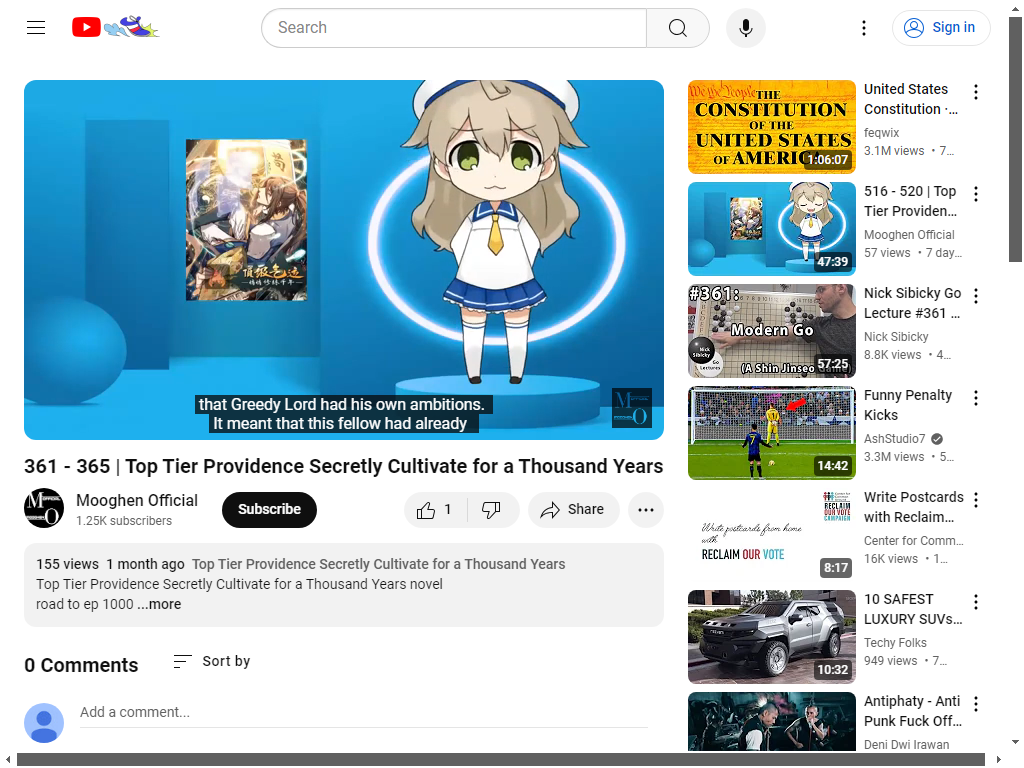 Search
Sign in
頂級气运
that Greedy Lord had his own ambitions.
It meant that this fellow had already
361 - 365 | Top Tier Providence Secretly Cultivate for a Thousand Years
Mooghen Official
1.25K subscribers
Subscribe
1
Share
155 views 1 month ago Top Tier Providence Secretly Cultivate for a Thousand Years
Top Tier Providence Secretly Cultivate for a Thousand Years novel
road to ep 1000 ...more
0 Comments
Sort by
Add a comment...
We the People THE
CONSTITUTION
OF THE
UNITED STATES
OF AMERIC
1:06:07
United States
Constitution ·...
feqwix
3.1M views • 7...
47:39
516 - 520 | Top
Tier Providen...
Mooghen Official
57 views • 7 day...
#361:
Modern Go
Nick
Sibicky
Go
Lectures
(A Shin Jinseo
57:25
Nick Sibicky Go
Lecture #361 ...
Nick Sibicky
8.8K views • 4...
14:42
Funny Penalty
Kicks
AshStudio7
3.3M views • 5...
RECLAIM
OUR VOTE
CAMPAIGN
Write postcards from home
with
RECLAIM OUR VOTE
8:17
Write Postcards
with Reclaim...
Center for Comm...
16K views • 1...
10:32
10 SAFEST
LUXURY SUVs...
Techy Folks
949 views • 7...
Antiphaty - Anti
Punk Fuck Off...
Deni Dwi Irawan